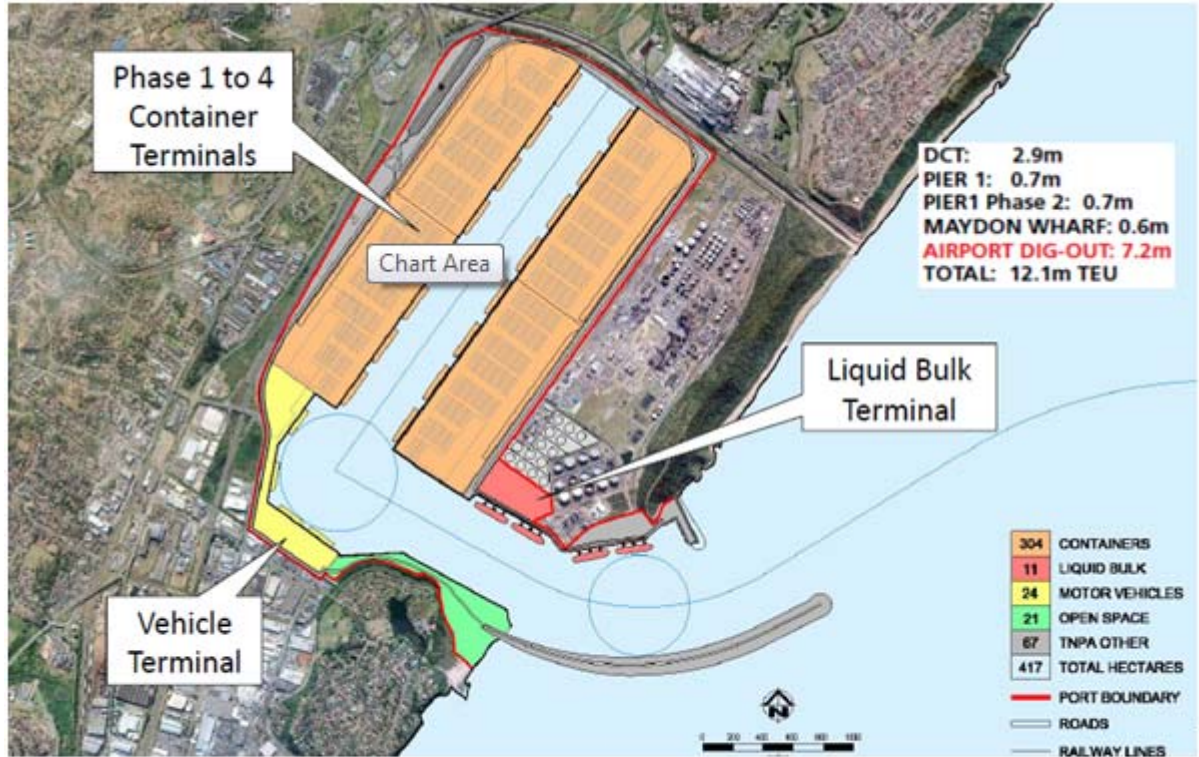 Phase 1 to 4
Container
Terminals
Chart Area
DCT: 2.9m
PIER 1: 0.7m
PIER1 Phase 2: 0.7m
MAYDON WHARF: 0.6m
AIRPORT DIG-OUT: 7.2m
TOTAL: 12.1m TEU
Liquid Bulk
Terminal
Vehicle
Terminal
304 CONTAINERS
11 LIQUID BULK
24 MOTOR VEHICLES
21 OPEN SPACE
67 TNPA OTHER
417 TOTAL HECTARES
PORT BOUNDARY
ROADS
RAILWAY LINES
N
0